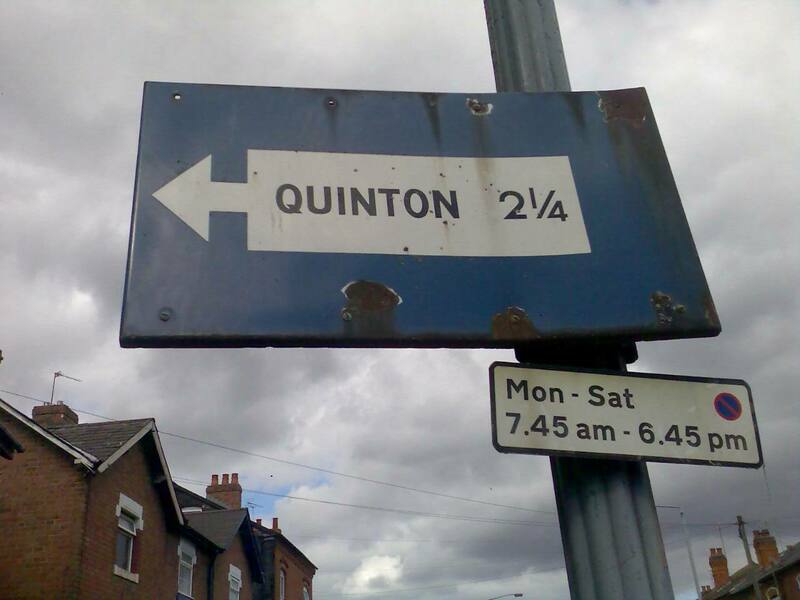 QUINTON 2¼
Mon - Sat
7.45 am - 6.45 pm